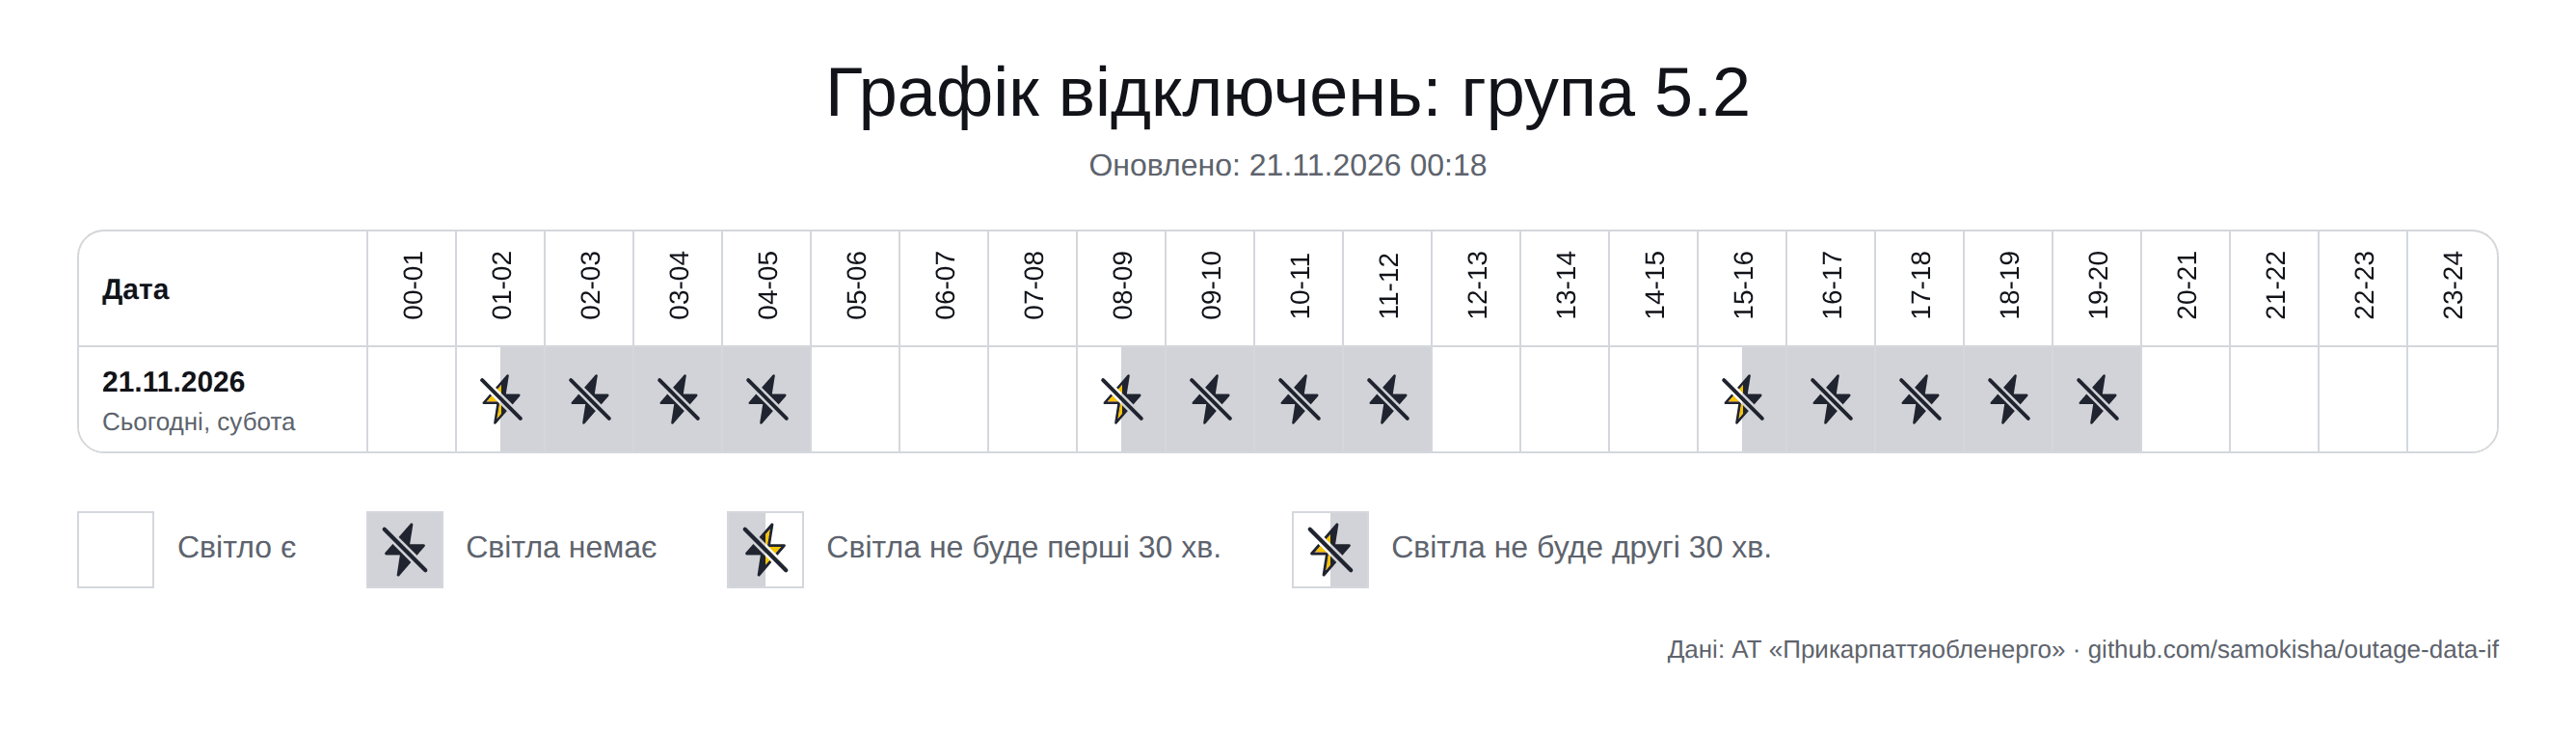 Графік відключень: група 5.2
Оновлено: 21.11.2026 00:18
Дата 00-01 01-02 02-03 03-04 04-05 05-06 06-07 07-08 08-09 09-10 10-11 11-12 12-13 13-14 14-15 15-16 16-17 17-18 18-19 19-20 20-21 21-22 22-23 23-24
21.11.2026
Сьогодні, субота
Світло є Світла немає Світла не буде перші 30 хв. Світла не буде другі 30 хв.
Дані: АТ «Прикарпаттяобленерго» · github.com/samokisha/outage-data-if